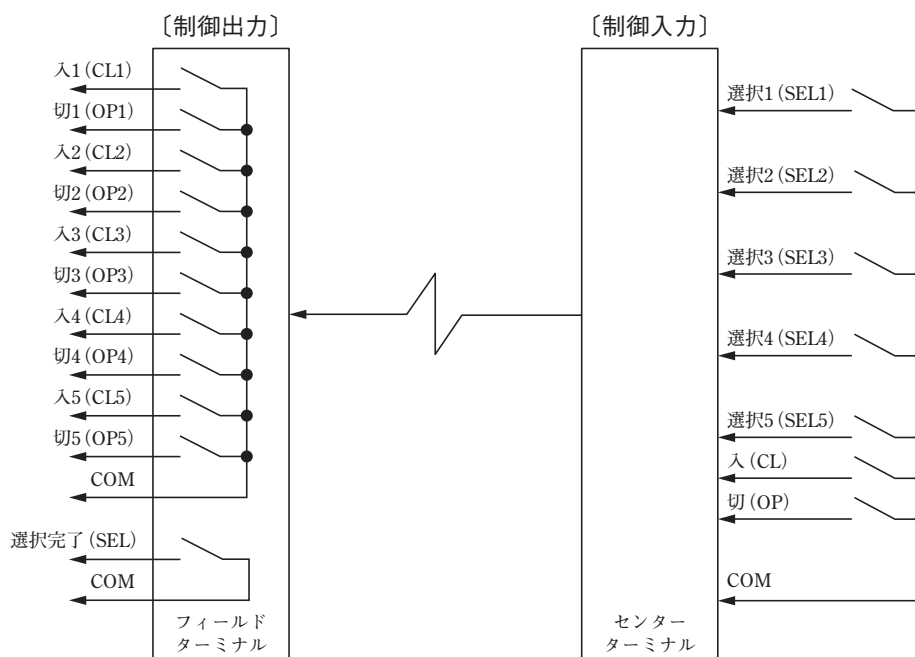 〔制御出力〕
入1(CL1)
切1(OP1)
入2(CL2)
切2(OP2)
入3(CL3)
切3(OP3)
入4(CL4)
切4(OP4)
入5(CL5)
切5(OP5)
COM
選択完了(SEL)
COM
フィールド
ターミナル
〔制御入力〕
選択1(SEL1)
選択2(SEL2)
選択3(SEL3)
選択4(SEL4)
選択5(SEL5)
入(CL)
切(OP)
COM
センター
ターミナル